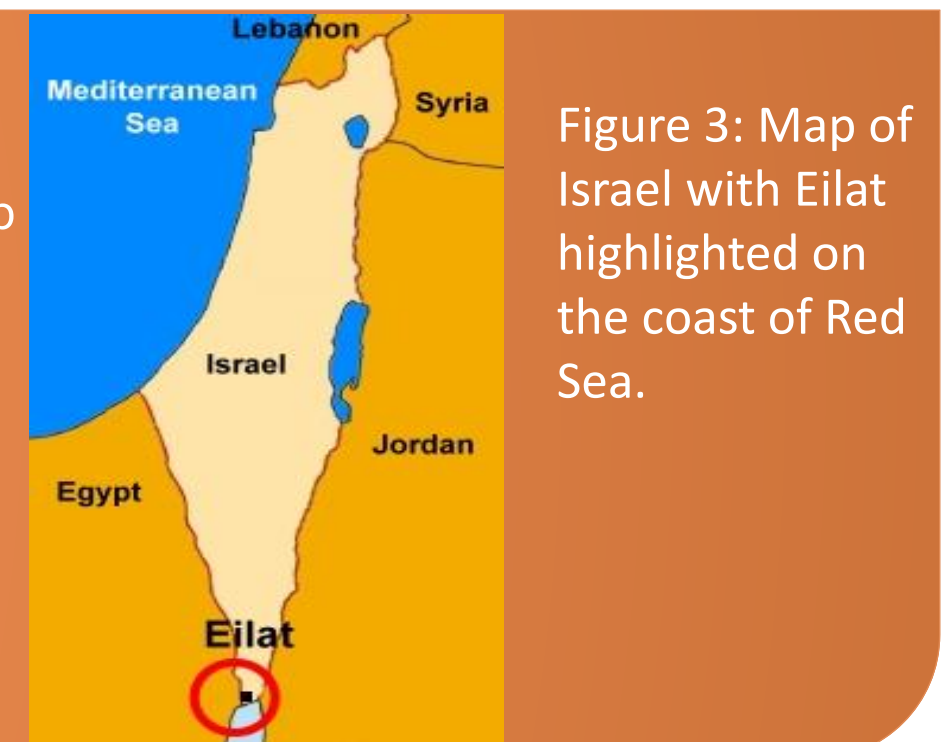 Lebanon
Mediterranean
Sea
Syria
Israel
Jordan
Egypt
Eilat
Figure 3: Map of
Israel with Eilat
highlighted on
the coast of Red
Sea.